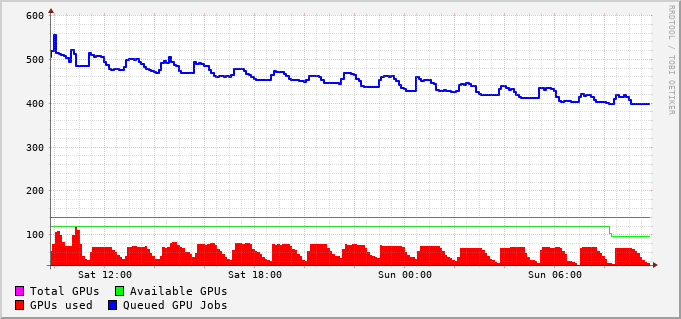 600
500
400
300
200
100
Sat 12:00 Sat 18:00 Sun 00:00 Sun 06:00
Total GPUs Available GPUs
GPUs used Queued GPU Jobs
RRDTOOL / TOBI OETIKER